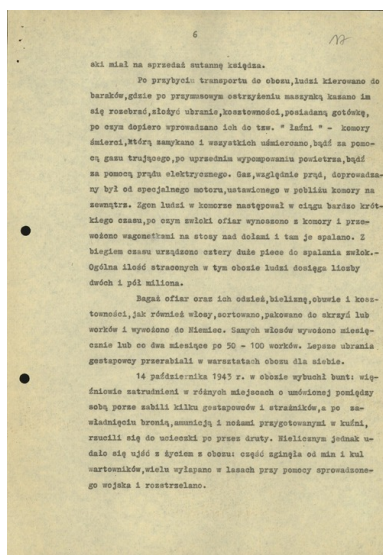 6
17
ski miał na sprzedaż sutannę księdza.
Po przybyciu transportu do obozu,ludzi kierowano do
baraków,gdzie po przymusowym ostrzyżeniu maszynką kazano im
się rozebrać,złożyć ubranie,kosztowności,posiadaną gotówkę,
po czym dopiero wprowadzano ich do tzw. " łaźni " - komory
śmierci,którą zamykano i wszystkich uśmiercano,bądź za pomo-
cą gazu trującego,po uprzednim wypompowaniu powietrza,bądź
za pomocą prądu elektrycznego. Gaz,względnie prąd, doprowadza-
ny był od specjalnego motoru,ustawionego w pobliżu komory na
zewnątrz. Zgon ludzi w komorze następował w ciągu bardzo krót-
kiego czasu,po czym zwłoki ofiar wynoszono z komory i prze-
wożono wagonetkami na stosy nad dołami i tam je spalano. Z
biegiem czasu urządzono cztery duże piece do spalania zwłok.-
Ogólna ilość straconych w tym obozie ludzi dosięga liczby
dwóch i pół miliona.
Bagaż ofiar oraz ich odzież,bieliznę,obuwie i kosz-
towności,jak również włosy,sortowano,pakowano do skrzyń lub
worków i wywożono do Niemiec. Samych włosów wywożono miesię-
cznie lub co dwa miesiące po 50 - 100 worków. Lepsze ubrania
gestapowcy przerabiali w warsztatach obozu dla siebie.
14 października 1943 r. w obozie wybuchł bunt: wię-
źniowie zatrudnieni w różnych miejscach o umówionej pomiędzy
sobą porze zabili kilku gestapowców i strażników,a po za-
władnięciu bronią,amunicją i nożami przygotowanymi w kuźni,
rzucili się do ucieczki po przez druty. Nielicznym jednak u-
dało się ujść z życiem z obozu: część zginęła od min i kul
wartowników,wielu wyłapano w lasach przy pomocy sprowadzone-
go wojska i rozstrzelano.